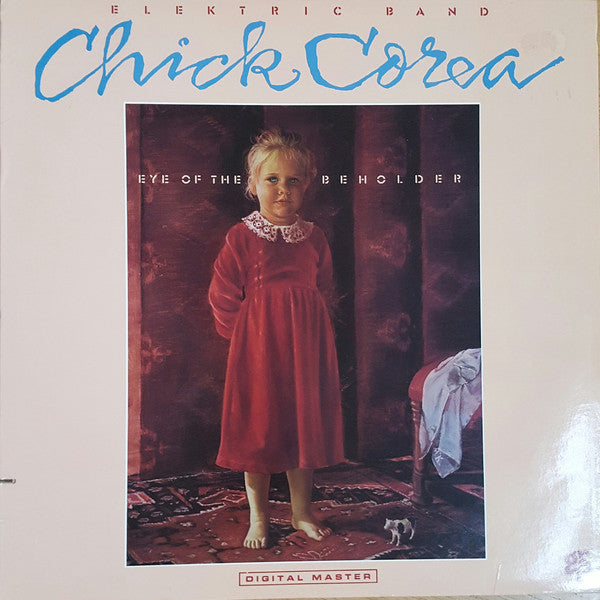 ELEKTRIC BAND
Chick Corea
EYE OF THE BEHOLDER
DIGITAL MASTER